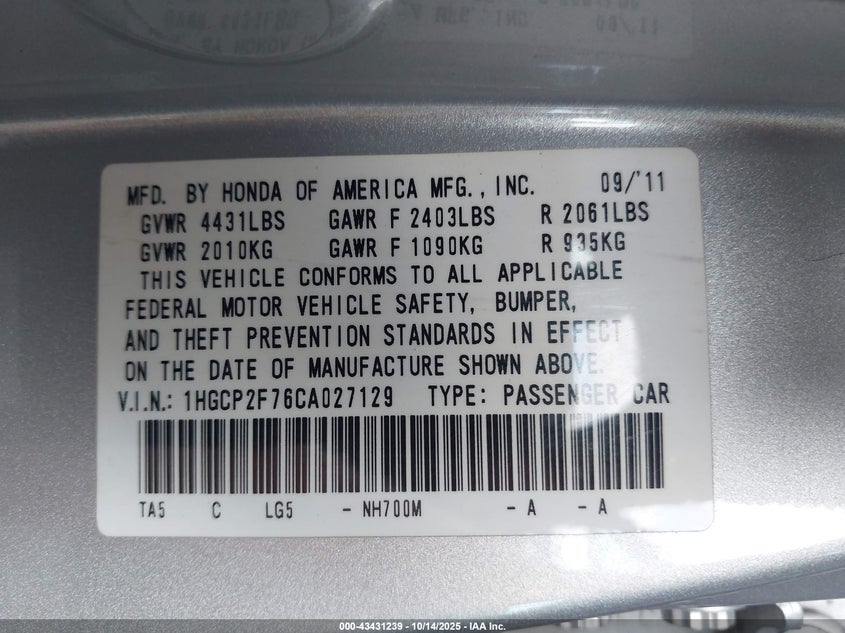 MFD. BY HONDA OF AMERICA MFG., INC. 09/'11
GVWR 4431LBS GAWR F 2403LBS R 2061LBS
GVWR 2010KG GAWR F 1090KG R 935KG
THIS VEHICLE CONFORMS TO ALL APPLICABLE
FEDERAL MOTOR VEHICLE SAFETY, BUMPER,
AND THEFT PREVENTION STANDARDS IN EFFECT
ON THE DATE OF MANUFACTURE SHOWN ABOVE.
V.I.N.: 1HGCP2F76CA027129 TYPE: PASSENGER CAR
TA5 C LG5 - NH700M - A - A
000-43431239 - 10/14/2025 - IAA Inc.